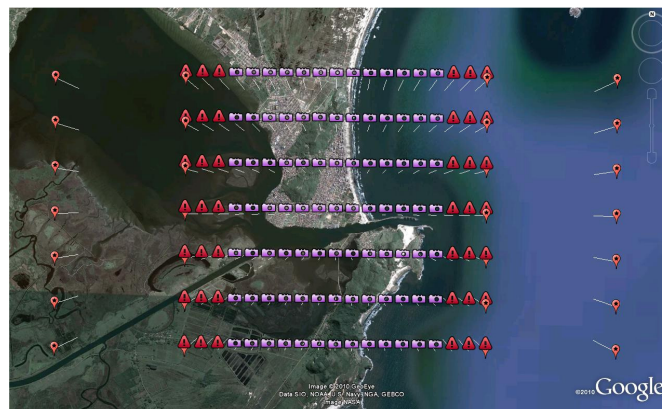 Image © 2010 GeoEye
Data SIO, NOAA, U.S. Navy, NGA, GEBCO
Image NASA
©2010 Google